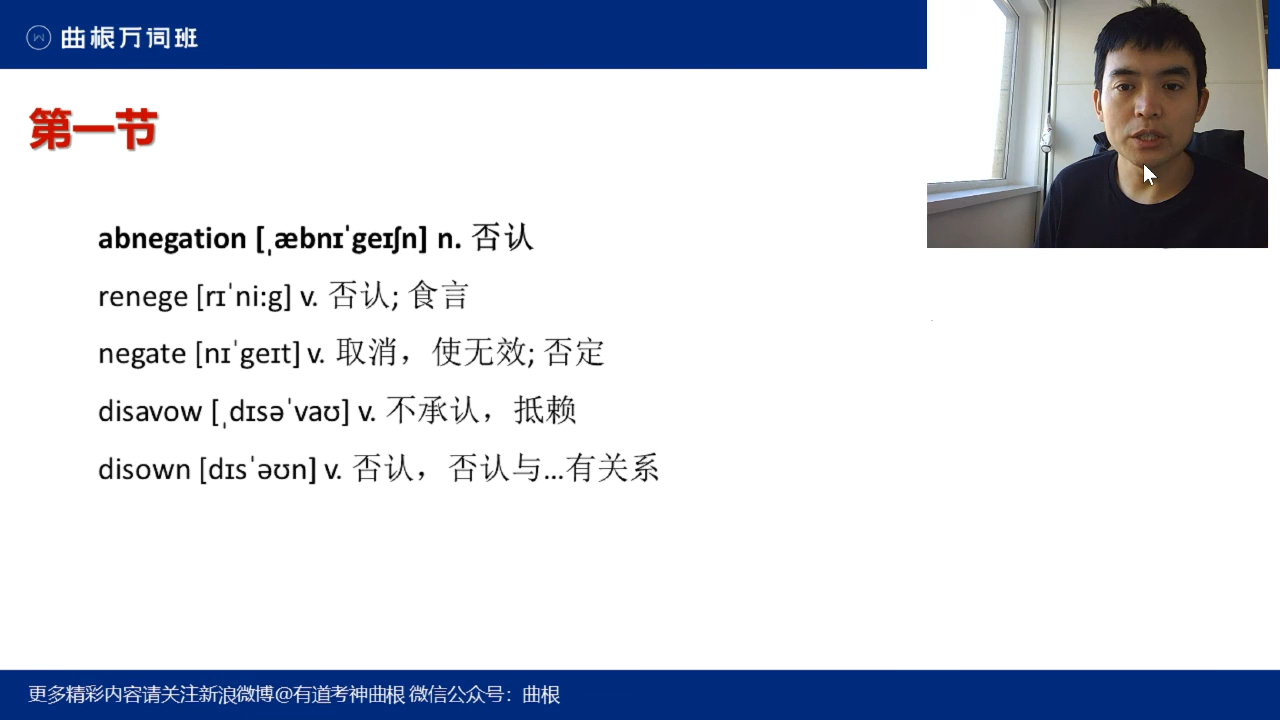 曲根万词班
第一节
abnegation [ˌæbnɪˈgeɪʃn] n. 否认
renege [rɪˈni:g] v. 否认; 食言
negate [nɪˈgeɪt] v. 取消，使无效; 否定
disavow [ˌdɪsəˈvaʊ] v. 不承认，抵赖
disown [dɪsˈəʊn] v. 否认，否认与…有关系
更多精彩内容请关注新浪微博@有道考神曲根 微信公众号：曲根